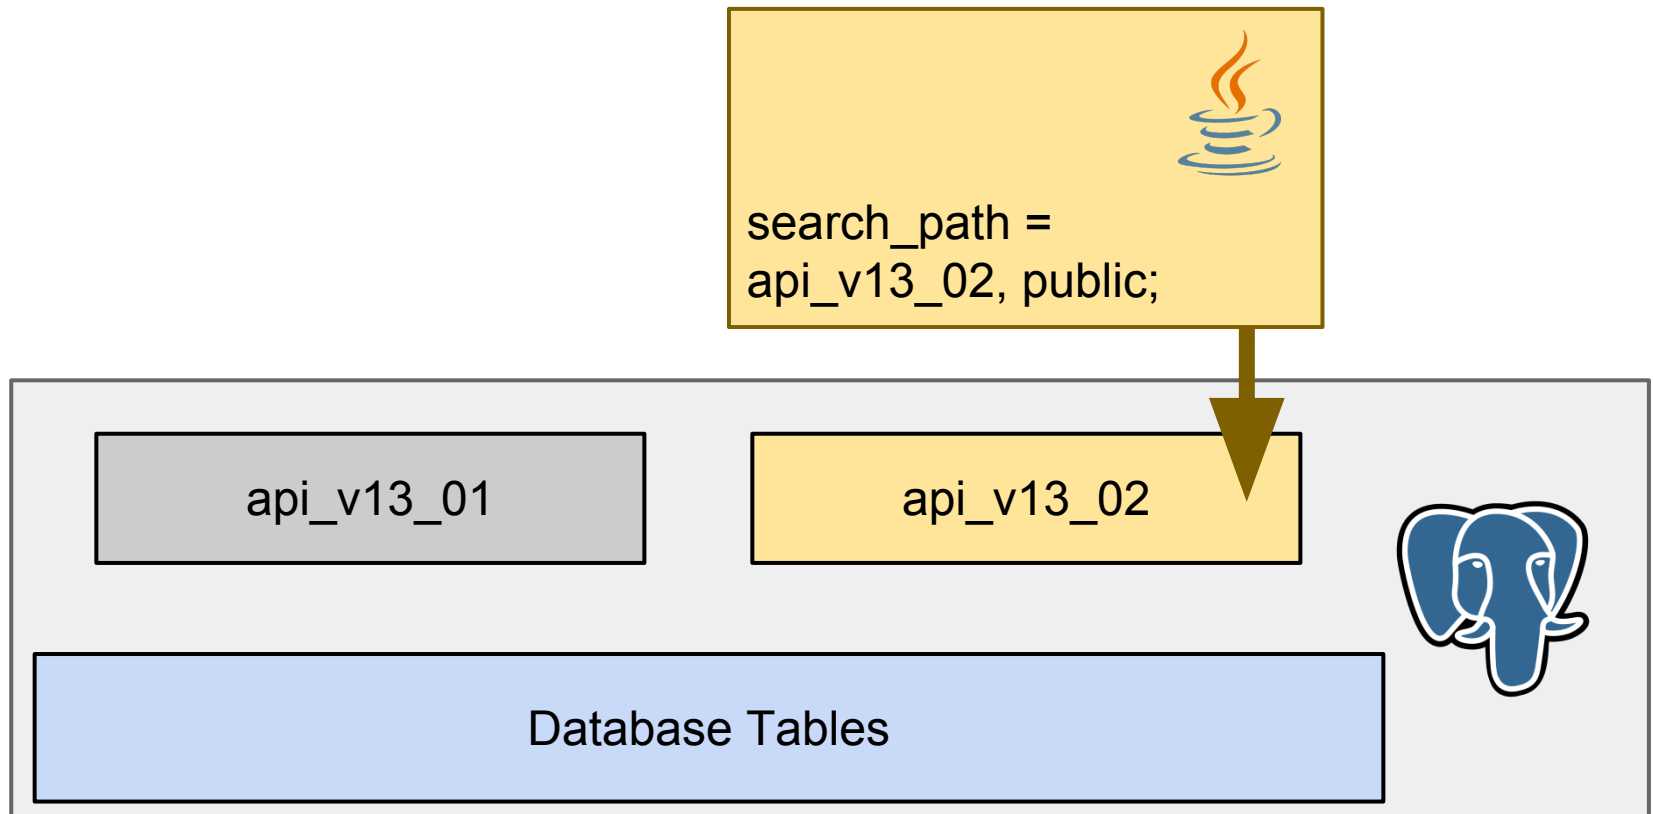 search_path =
api_v13_02, public;
api_v13_01
api_v13_02
Database Tables